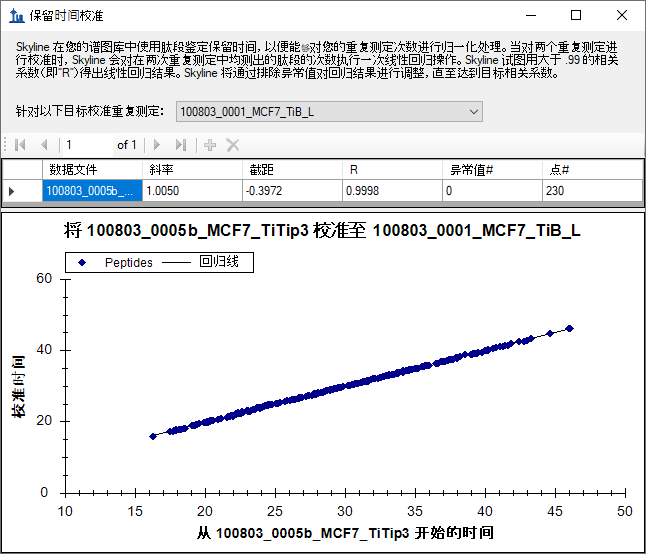 保留时间校准
Skyline 在您的谱图库中使用肽段鉴定保留时间，以便能够对您的重复测定次数进行归一化处理。当对两个重复测定进
行校准时，Skyline 会对在两次重复测定中均测出的肽段的次数执行一次线性回归操作。Skyline 试图用大于 .99 的相关
系数（即“R”）得出线性回归结果。Skyline 将通过排除异常值对回归结果进行调整，直至达到目标相关系数。
针对以下目标校准重复测定：
100803_0001_MCF7_TiB_L
1 of 1
数据文件 斜率 截距 R 异常值# 点#
100803_0005b_... 1.0050 -0.3972 0.9998 0 230
将 100803_0005b_MCF7_TiTip3 校准至 100803_0001_MCF7_TiB_L
Peptides 回归线
60
40
20
0
校准时间
10 15 20 25 30 35 40 45 50
从 100803_0005b_MCF7_TiTip3 开始的时间